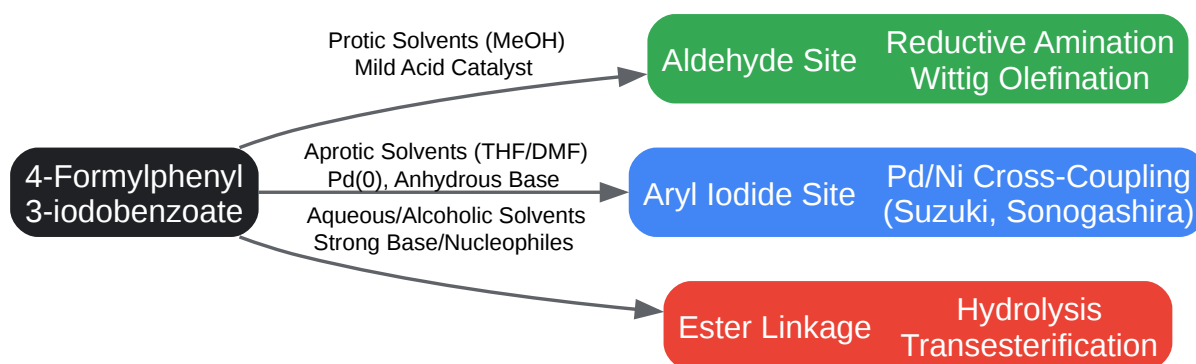 4-Formylphenyl
3-iodobenzoate
Protic Solvents (MeOH)
Mild Acid Catalyst
Aldehyde Site
Reductive Amination
Wittig Olefination
Aprotic Solvents (THF/DMF)
Pd(0), Anhydrous Base
Aryl Iodide Site
Pd/Ni Cross-Coupling
(Suzuki, Sonogashira)
Aqueous/Alcoholic Solvents
Strong Base/Nucleophiles
Ester Linkage
Hydrolysis
Transesterification